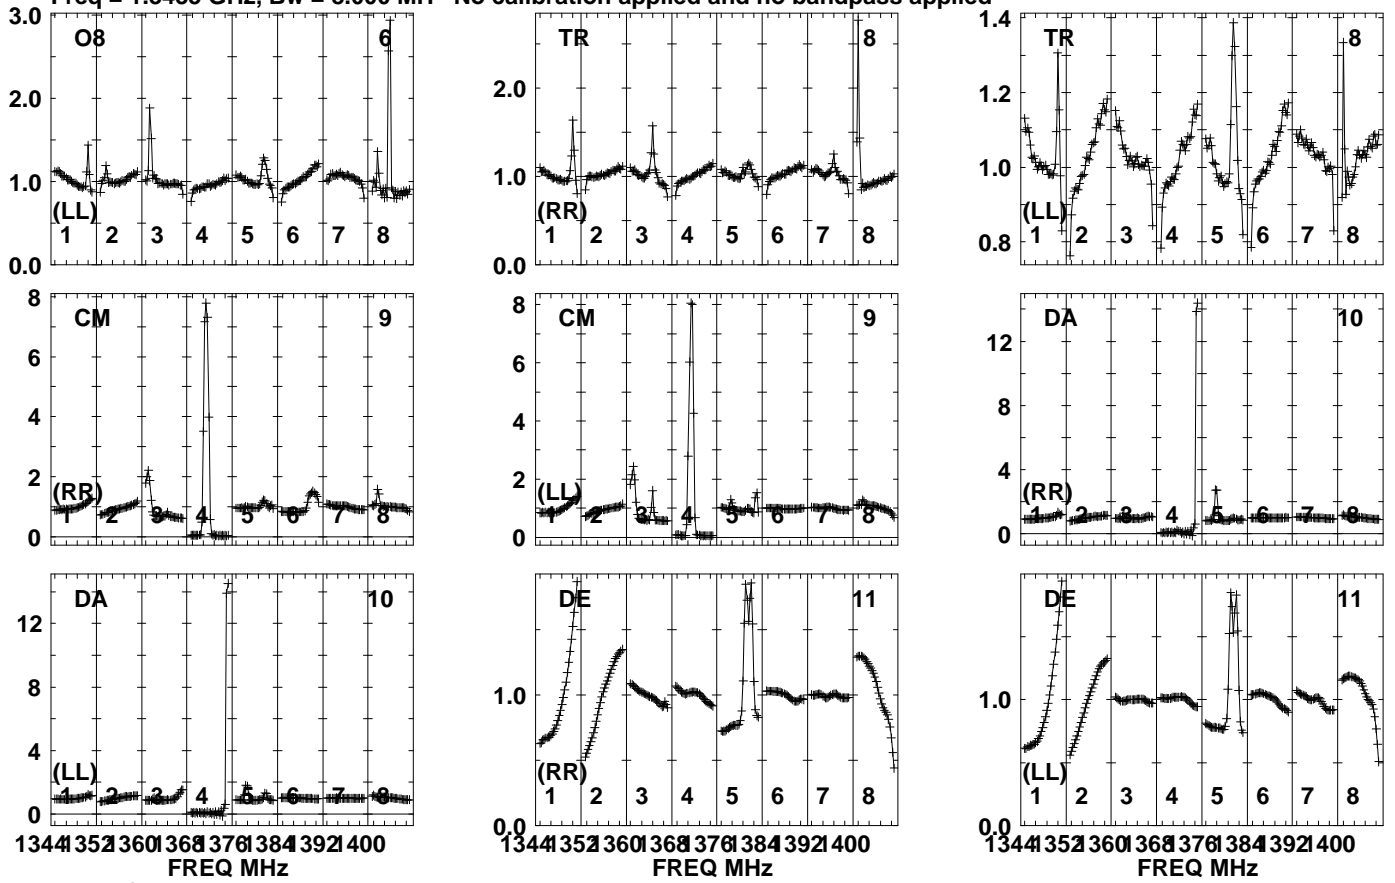 No calibration applied and no bandpass applied
3.0 O8 6 TR 8 1.4 TR 8
2.0 2.0 1.2
1.0 1.0 1.0
(LL) (RR) (LL) 0.8
1 2 3 4 5 6 7 8 1 2 3 4 5 6 7 8 1 2 3 4 5 6 7 8
0.0 0.0
8 CM 9 8 CM 9 DA 10
6 6 12
4 4 8
2 (RR) 2 (LL) 4 (RR)
1 2 3 4 5 6 7 8 1 2 3 4 5 6 7 8 1 2 3 4 5 6 7 8
0 0 0
DA 10 DE 11 DE 11
12
8 1.0 1.0
4 (LL) (RR) (LL)
1 2 3 4 5 6 7 8 1 2 3 4 5 6 7 8 1 2 3 4 5 6 7 8
0 0.0 0.0
1344 1352 1360 1368 1376 1384 1392 1400 1344 1352 1360 1368 1376 1384 1392 1400 1344 1352 1360 1368 1376 1384 1392 1400
FREQ MHz FREQ MHz FREQ MHz